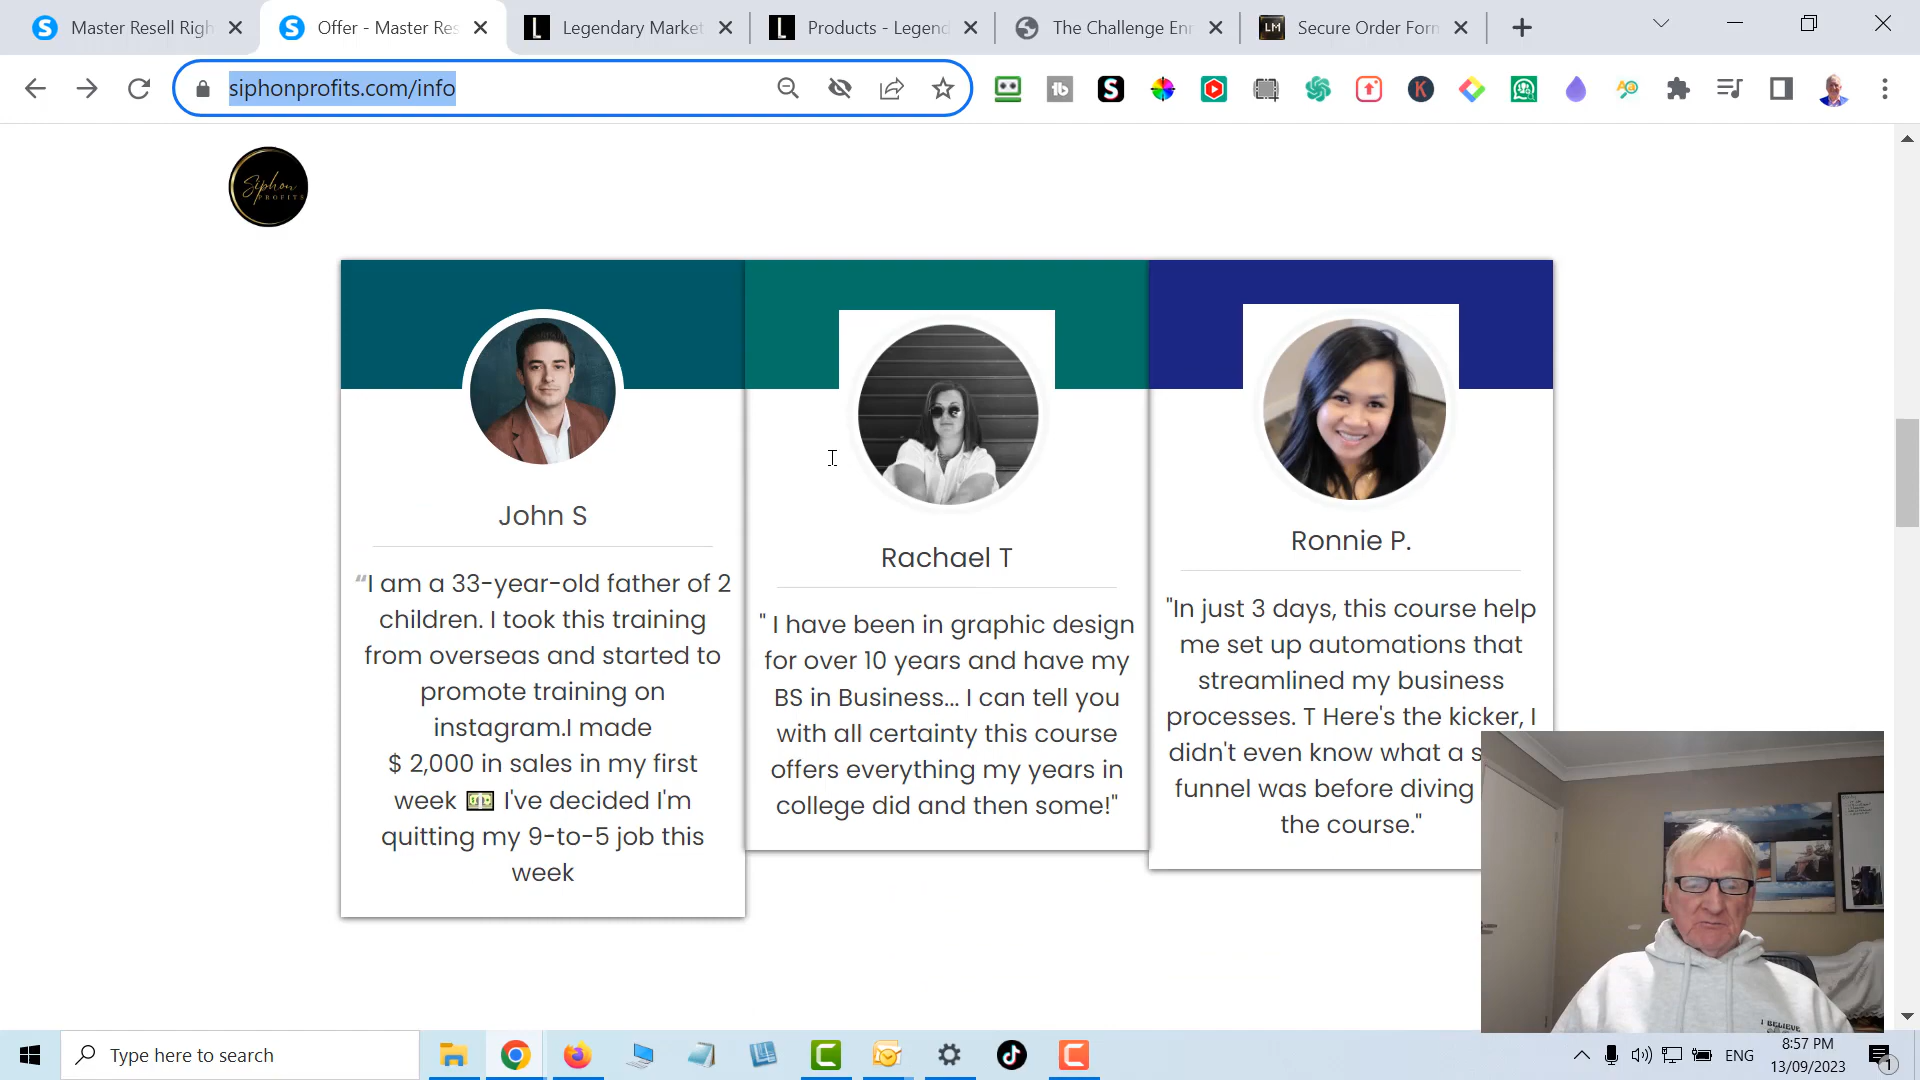 Master Resell Righ
Offer - Master Res
Legendary Market
Products - Legend
The Challenge Enr
Secure Order Form
siphonprofits.com/info
Siphon
PROFITS
John S
“I am a 33-year-old father of 2
children. I took this training
from overseas and started to
promote training on
instagram.I made
$ 2,000 in sales in my first
week 💵 I've decided I'm
quitting my 9-to-5 job this
week
Rachael T
" I have been in graphic design
for over 10 years and have my
BS in Business... I can tell you
with all certainty this course
offers everything my years in
college did and then some!"
Ronnie P.
"In just 3 days, this course help
me set up automations that
streamlined my business
processes. T Here's the kicker, I
didn't even know what a s
funnel was before diving
the course."
I BELIEVE
Type here to search
ENG
8:57 PM
13/09/2023
1